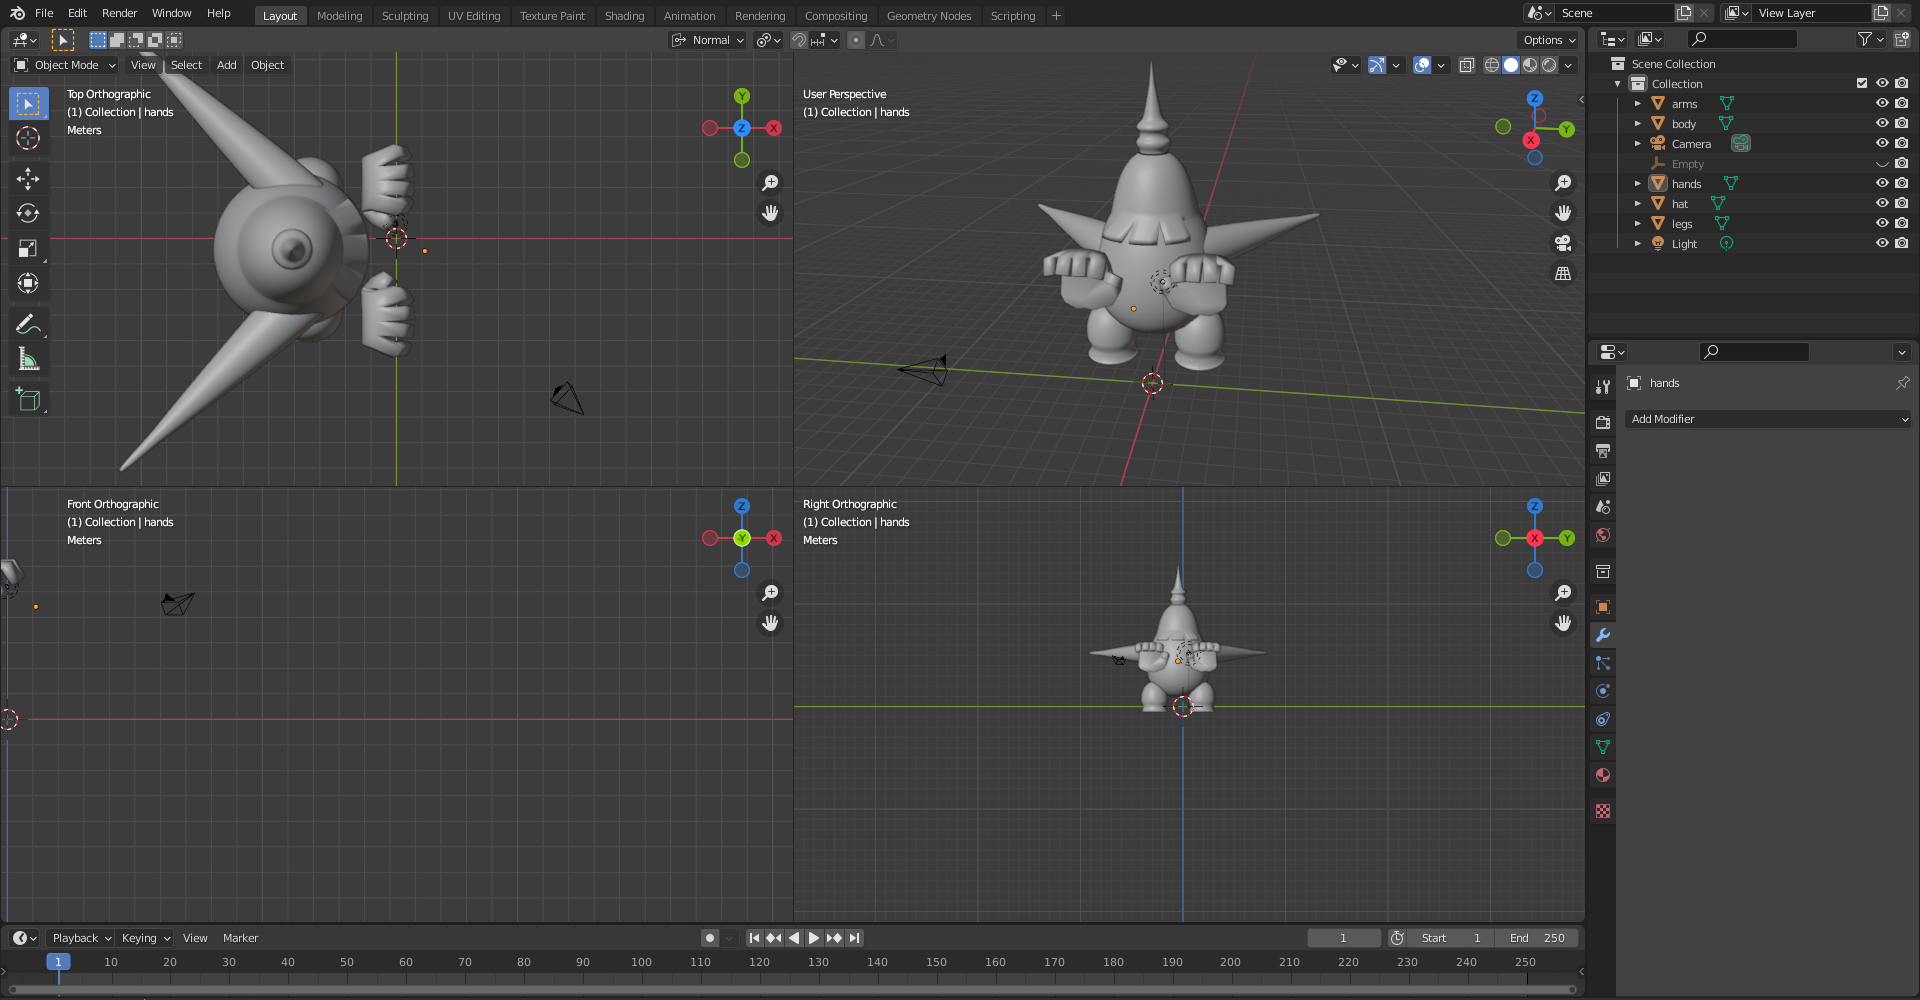 File Edit Render Window Help Layout Modeling Sculpting UV Editing Texture Paint Shading Animation Rendering Compositing Geometry Nodes Scripting + Scene View Layer
Normal Options
Object Mode View Select Add Object
Top Orthographic
(1) Collection | hands
Meters
Y
Z
X
User Perspective
(1) Collection | hands
Z
Y
X
Front Orthographic
(1) Collection | hands
Meters
Z
Y
X
Right Orthographic
(1) Collection | hands
Meters
Z
X
Y
Scene Collection
Collection
arms
body
Camera
Empty
hands
hat
legs
Light
hands
Add Modifier
Playback Keying View Marker 1 Start 1 End 250
1 10 20 30 40 50 60 70 80 90 100 110 120 130 140 150 160 170 180 190 200 210 220 230 240 250